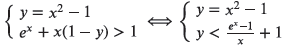 { y = x² − 1 ⟺ { y = x² − 1
{ eˣ + x(1 − y) > 1 ⟺ { y < (eˣ−1)/x + 1